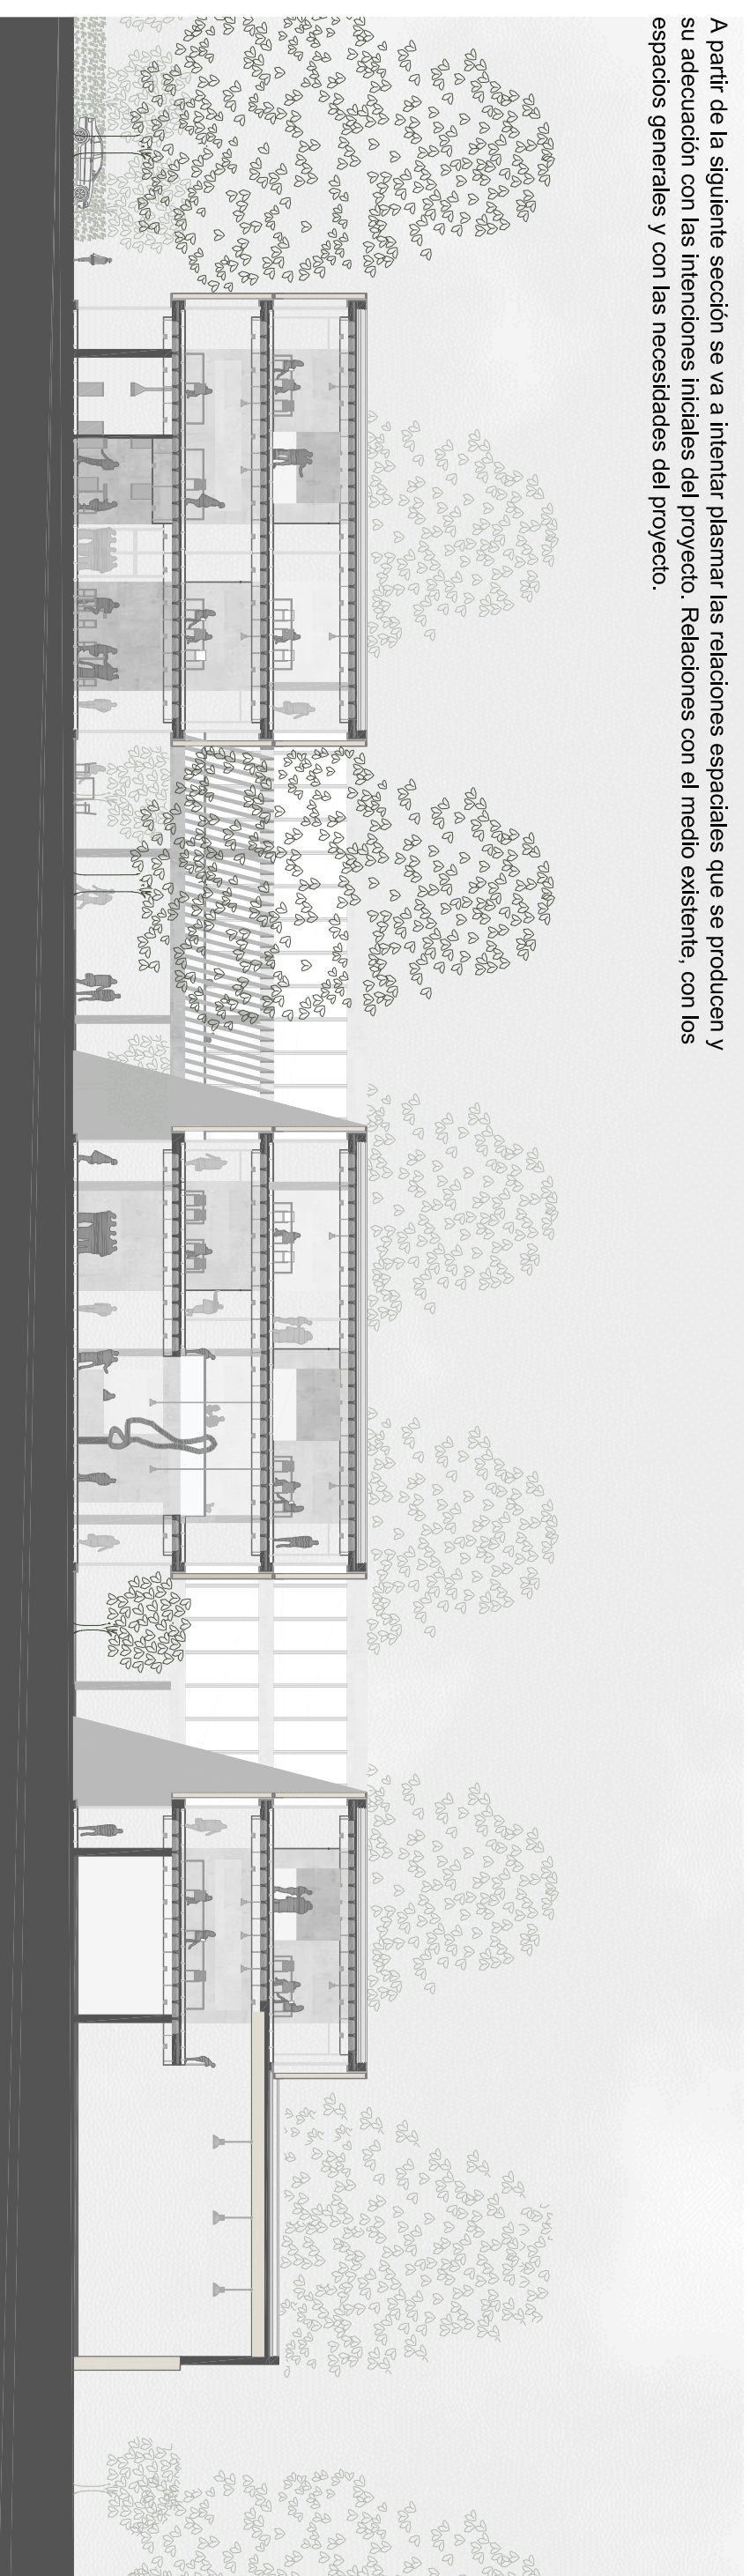 A partir de la siguiente sección se va a intentar plasmar las relaciones espaciales que se producen y
su adecuación con las intenciones iniciales del proyecto. Relaciones con el medio existente, con los
espacios generales y con las necesidades del proyecto.